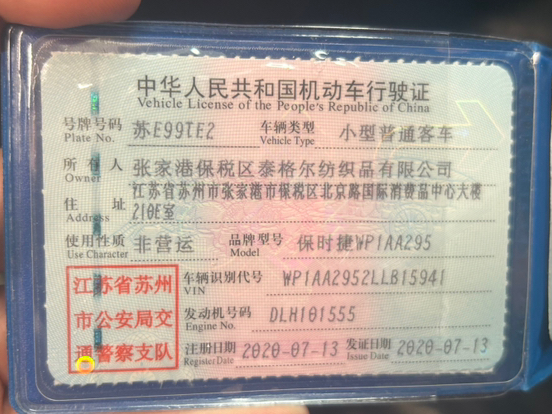 中华人民共和国机动车行驶证
Vehicle License of the People's Republic of China
号牌号码 苏E99TE2 车辆类型 小型普通客车
Plate No. Vehicle Type
所有人 张家港保税区泰格尔纺织品有限公司
Owner
住址 江苏省苏州市张家港市保税区北京路国际消费品中心大楼
Address 210E室
使用性质 非营运 品牌型号 保时捷WP1AA295
Use Character Model
江苏省苏州 车辆识别代号 WP1AA2952LLB15941
VIN
市公安局交 发动机号码 DLH101555
Engine No.
通警察支队 注册日期 2020-07-13 发证日期 2020-07-13
Register Date Issue Date